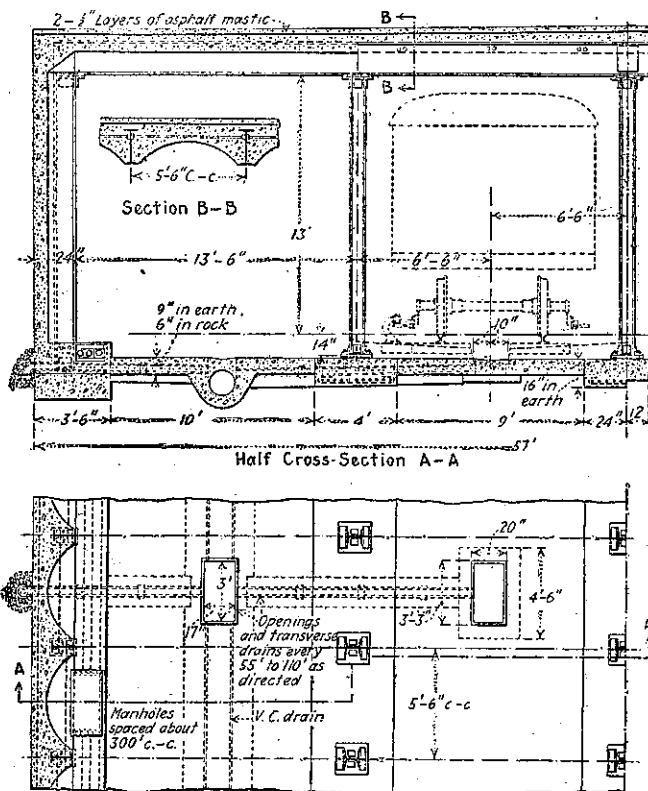 2-⅛" Layers of asphalt mastic
B
B
5'-6" C-c
Section B-B
6'-6"
13'
24"
13'-6"
6'-6"
9" in earth,
6" in rock
10"
14"
16" in
earth
3'-6"
10'
4'
9'
24"
12
57'
Half Cross-Section A-A
20"
3'
4'-6"
3'-3"
17"
Openings
and transverse
drains every
55' to 110' as
directed
A
5'-6" c-c
Manholes
spaced about
300' c.-c.
V.C. drain